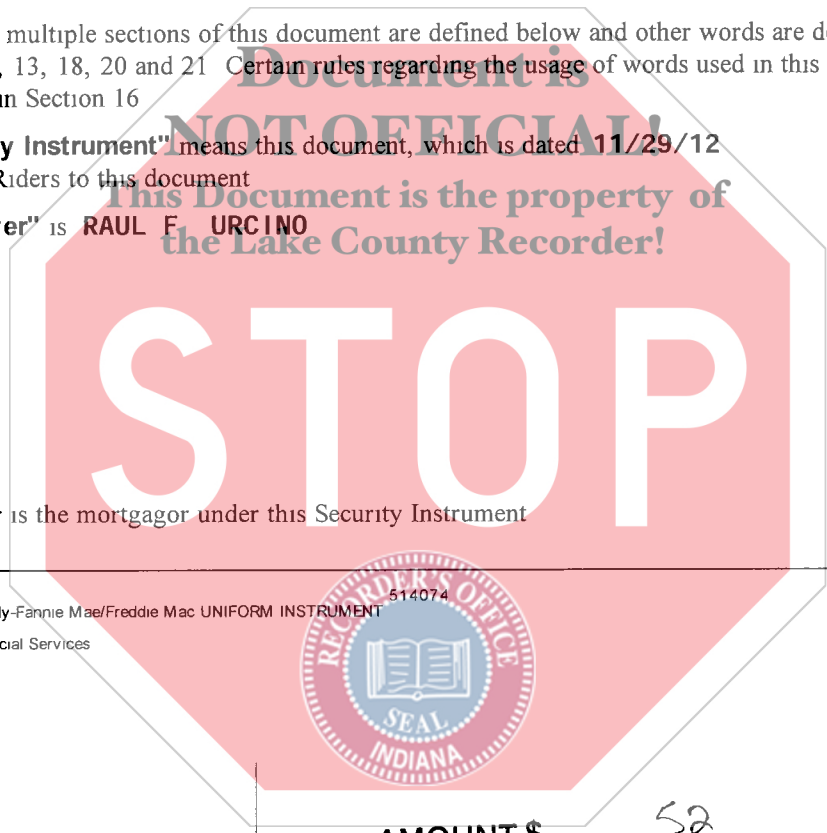 multiple sections of this document are defined below and other words are de
, 13, 18, 20 and 21 Certain rules regarding the usage of words used in this
in Section 16
y Instrument" means this document, which is dated 11/29/12
Riders to this document
er" is RAUL F URCINO
Document is
NOT OFFICIAL!
This Document is the property of
the Lake County Recorder!
STOP
is the mortgagor under this Security Instrument
514074
ly-Fannie Mae/Freddie Mac UNIFORM INSTRUMENT
cial Services
RECORDER'S OFFICE
SEAL
INDIANA
AMOUNT $ 52